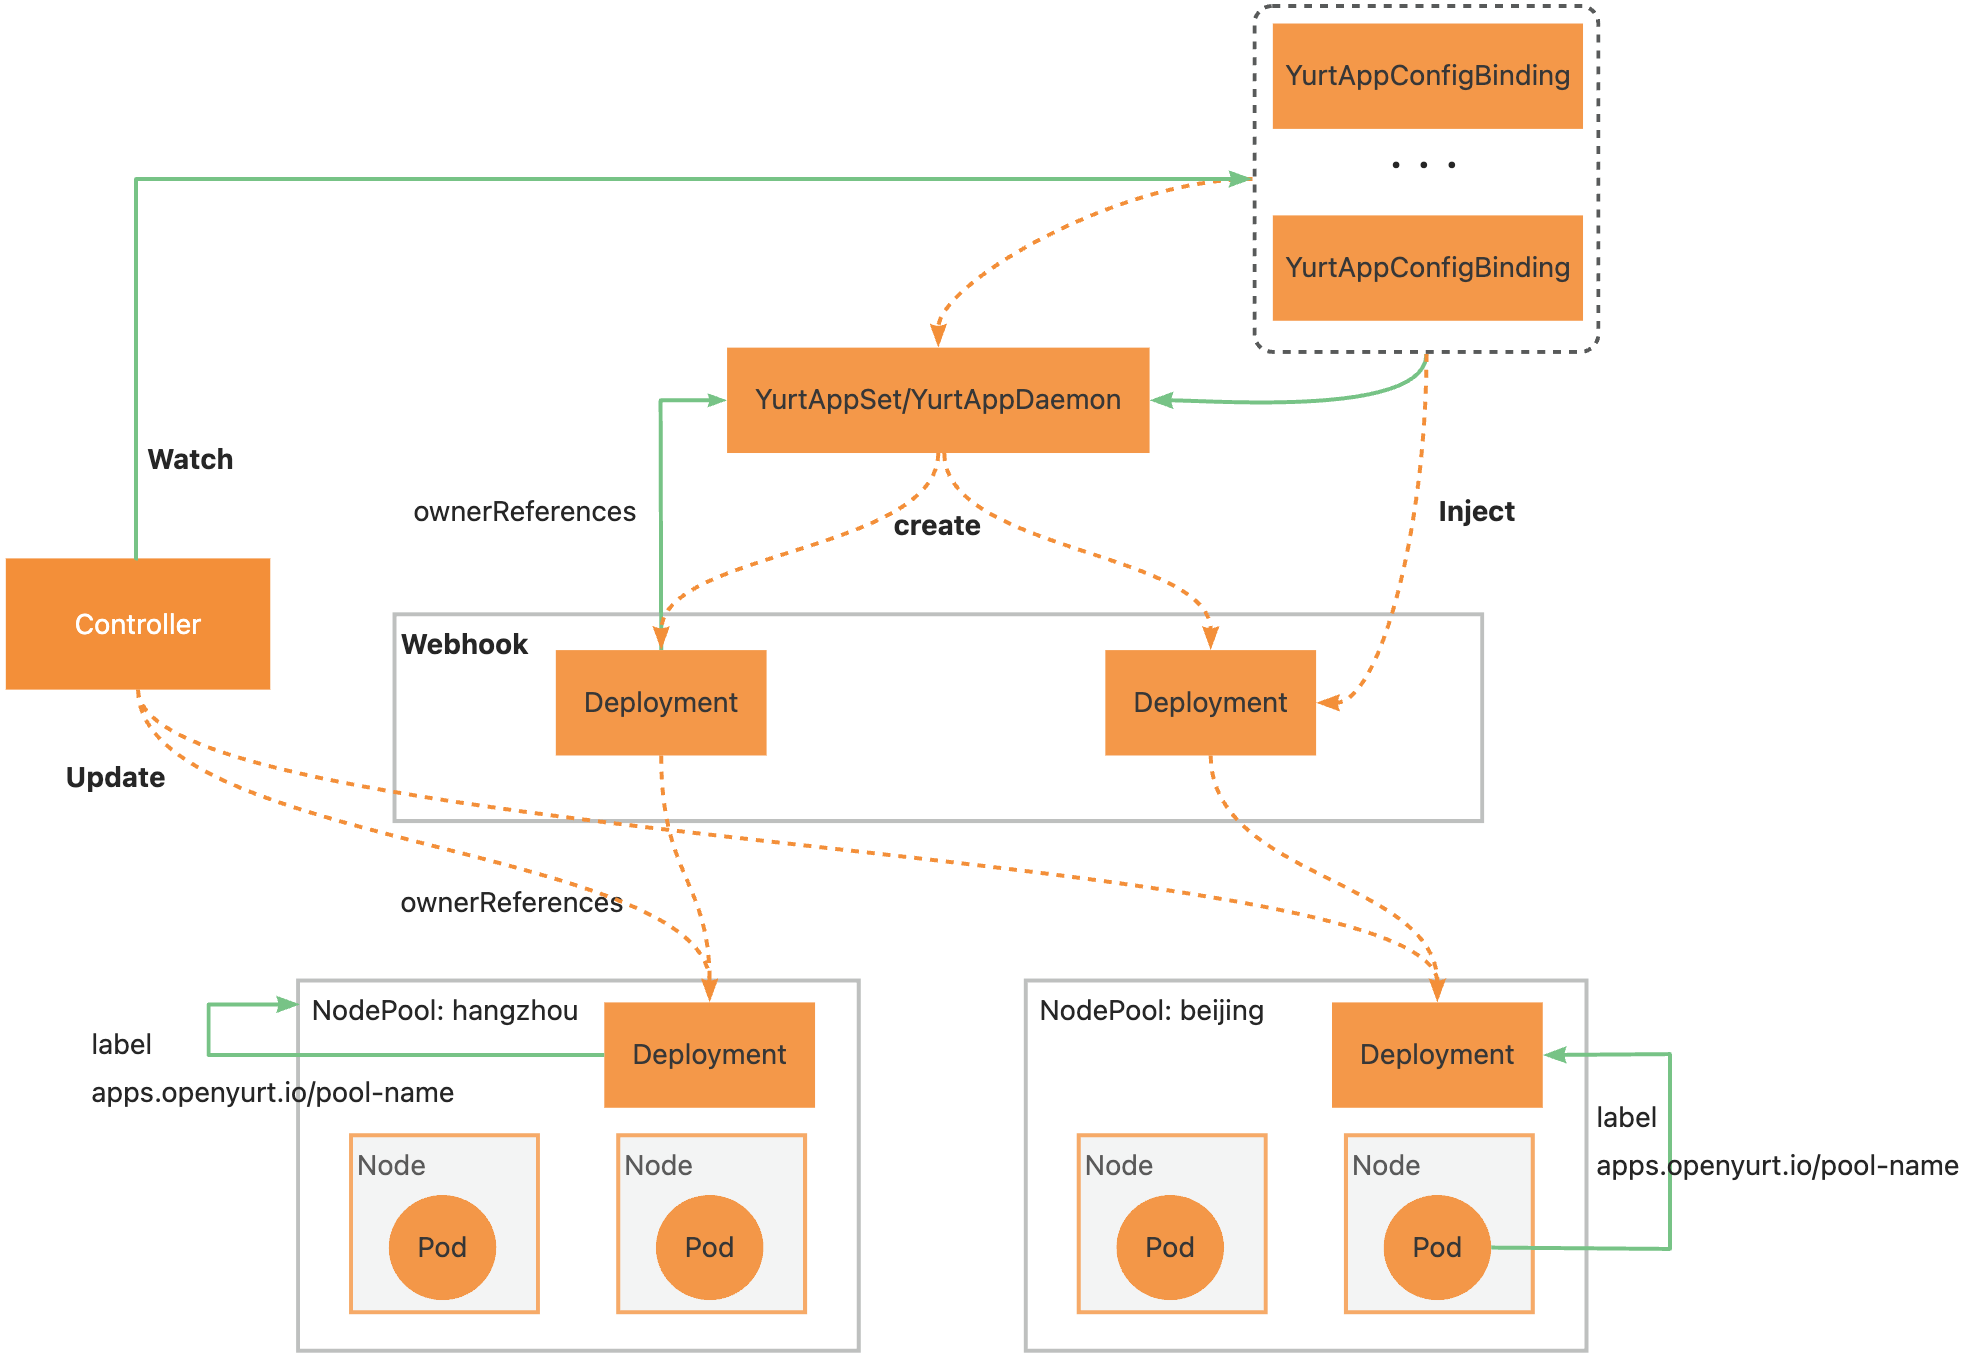 YurtAppConfigBinding
. . .
YurtAppConfigBinding
YurtAppSet/YurtAppDaemon
Watch
ownerReferences
create
Inject
Controller
Webhook
Deployment
Deployment
Update
ownerReferences
NodePool: hangzhou
Deployment
label
apps.openyurt.io/pool-name
Node
Pod
Node
Pod
NodePool: beijing
Deployment
label
apps.openyurt.io/pool-name
Node
Pod
Node
Pod